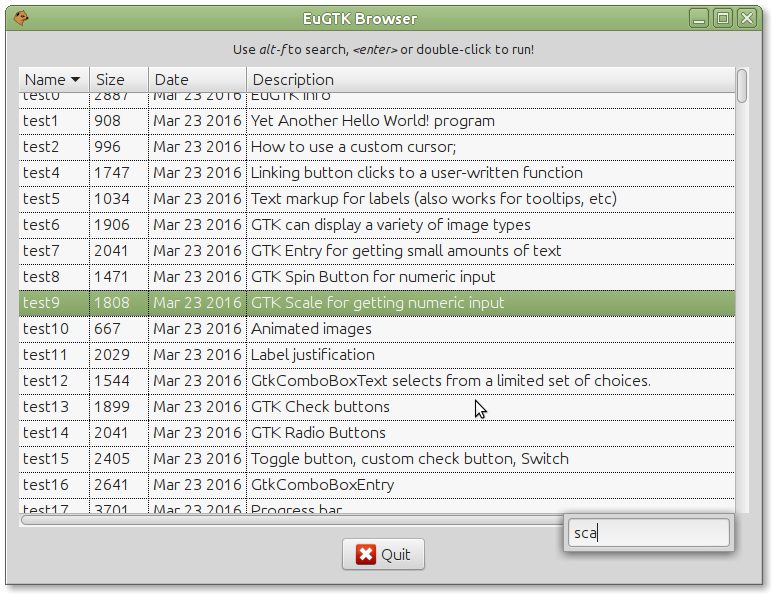 EuGTK Browser
Use alt-f to search, <enter> or double-click to run!
Name Size Date Description
test0 2887 Mar 23 2016 EuGTK info
test1 908 Mar 23 2016 Yet Another Hello World! program
test2 996 Mar 23 2016 How to use a custom cursor;
test4 1747 Mar 23 2016 Linking button clicks to a user-written function
test5 1034 Mar 23 2016 Text markup for labels (also works for tooltips, etc)
test6 1906 Mar 23 2016 GTK can display a variety of image types
test7 2041 Mar 23 2016 GTK Entry for getting small amounts of text
test8 1471 Mar 23 2016 GTK Spin Button for numeric input
test9 1808 Mar 23 2016 GTK Scale for getting numeric input
test10 667 Mar 23 2016 Animated images
test11 2029 Mar 23 2016 Label justification
test12 1544 Mar 23 2016 GtkComboBoxText selects from a limited set of choices.
test13 1899 Mar 23 2016 GTK Check buttons
test14 2041 Mar 23 2016 GTK Radio Buttons
test15 2405 Mar 23 2016 Toggle button, custom check button, Switch
test16 2641 Mar 23 2016 GtkComboBoxEntry
test17 3701 Mar 23 2016 Progress bar
sca
Quit